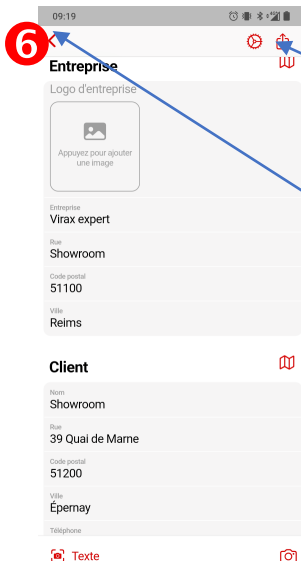 09:19
6
Entreprise
Logo d'entreprise
Appuyez pour ajouter
une image
Entreprise
Virax expert
Rue
Showroom
Code postal
51100
Ville
Reims
Client
Nom
Showroom
Rue
39 Quai de Marne
Code postal
51200
Ville
Épernay
Téléphone
Texte